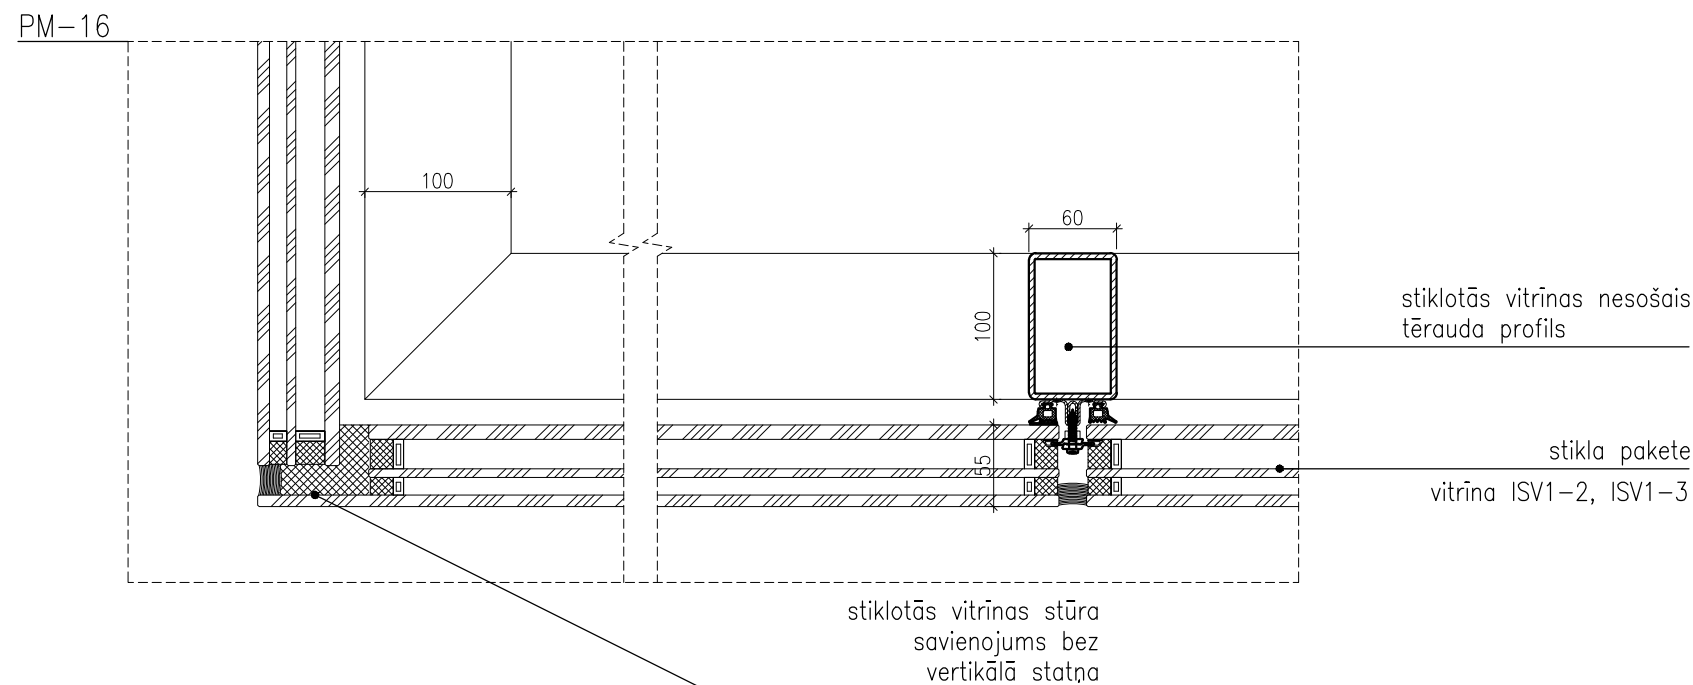 PM-16
100
60
100
stiklotās vitrīnas nesošais
tērauda profils
55
stikla pakete
vitrīna ISV1-2, ISV1-3
stiklotās vitrīnas stūra
savienojums bez
vertikālā statņa